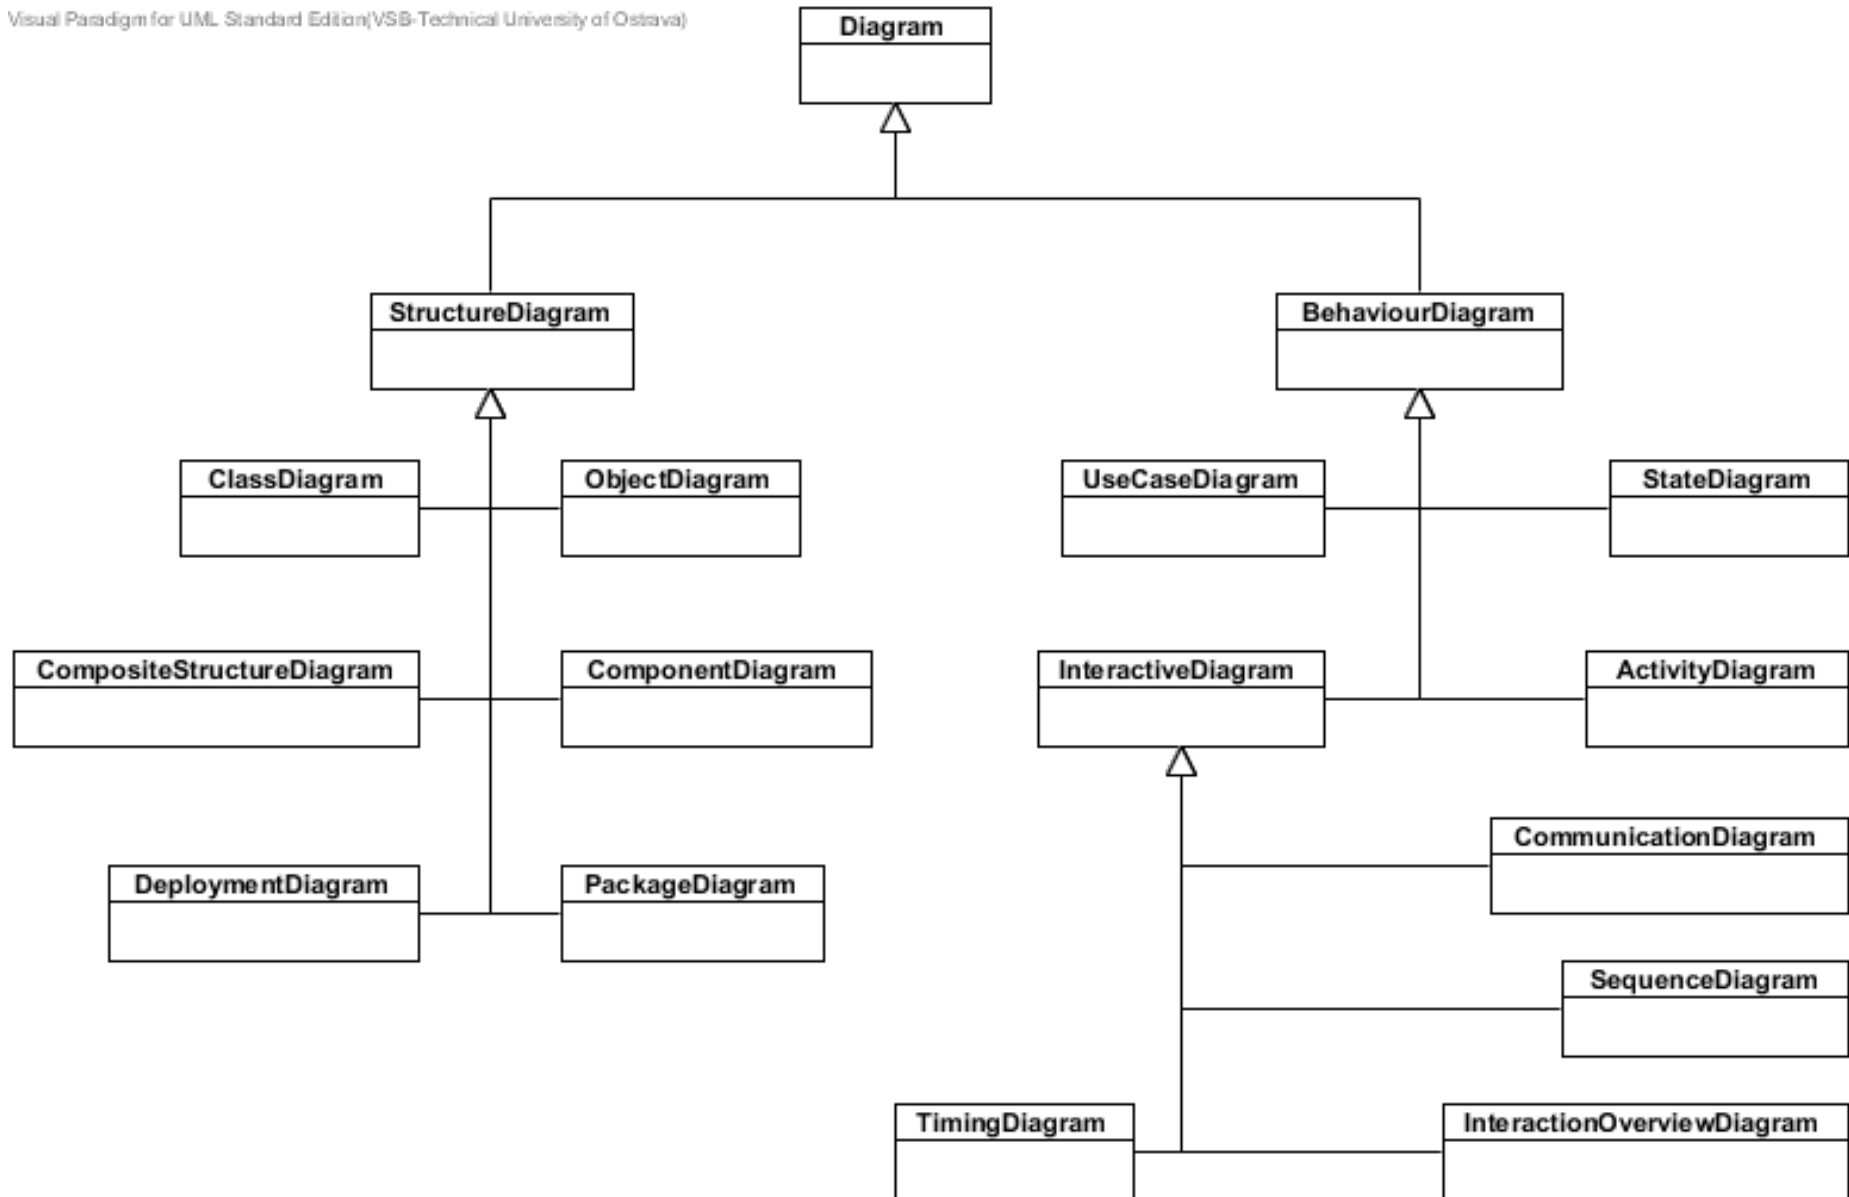 Visual Paradigm for UML Standard Edition(VSB-Technical University of Ostrava)
Diagram
StructureDiagram
BehaviourDiagram
ClassDiagram
ObjectDiagram
UseCaseDiagram
StateDiagram
CompositeStructureDiagram
ComponentDiagram
InteractiveDiagram
ActivityDiagram
CommunicationDiagram
DeploymentDiagram
PackageDiagram
SequenceDiagram
TimingDiagram
InteractionOverviewDiagram